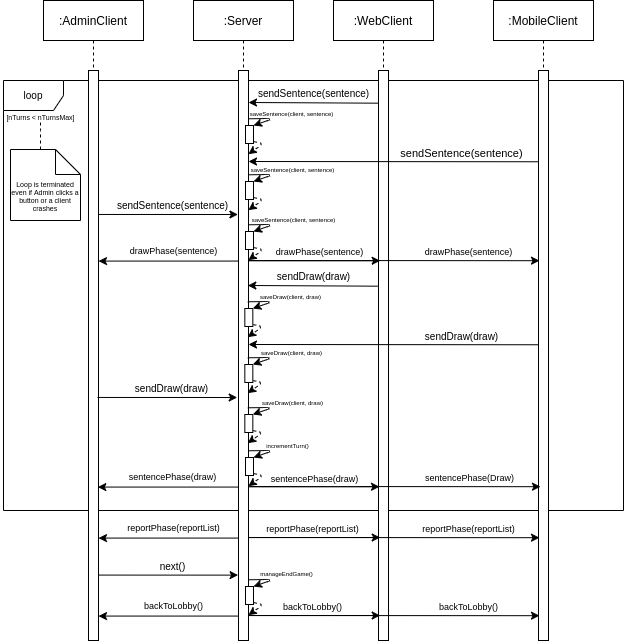 :AdminClient
:Server
:WebClient
:MobileClient
loop
[nTurns < nTurnsMax]
Loop is terminated
even if Admin clicks a
button or a client
crashes
sendSentence(sentence)
saveSentence(client, sentence)
sendSentence(sentence)
saveSentence(client, sentence)
sendSentence(sentence)
saveSentence(client, sentence)
drawPhase(sentence)
drawPhase(sentence)
drawPhase(sentence)
sendDraw(draw)
saveDraw(client, draw)
sendDraw(draw)
saveDraw(client, draw)
sendDraw(draw)
saveDraw(client, draw)
incrementTurn()
sentencePhase(draw)
sentencePhase(draw)
sentencePhase(Draw)
reportPhase(reportList)
reportPhase(reportList)
reportPhase(reportList)
next()
manageEndGame()
backToLobby()
backToLobby()
backToLobby()